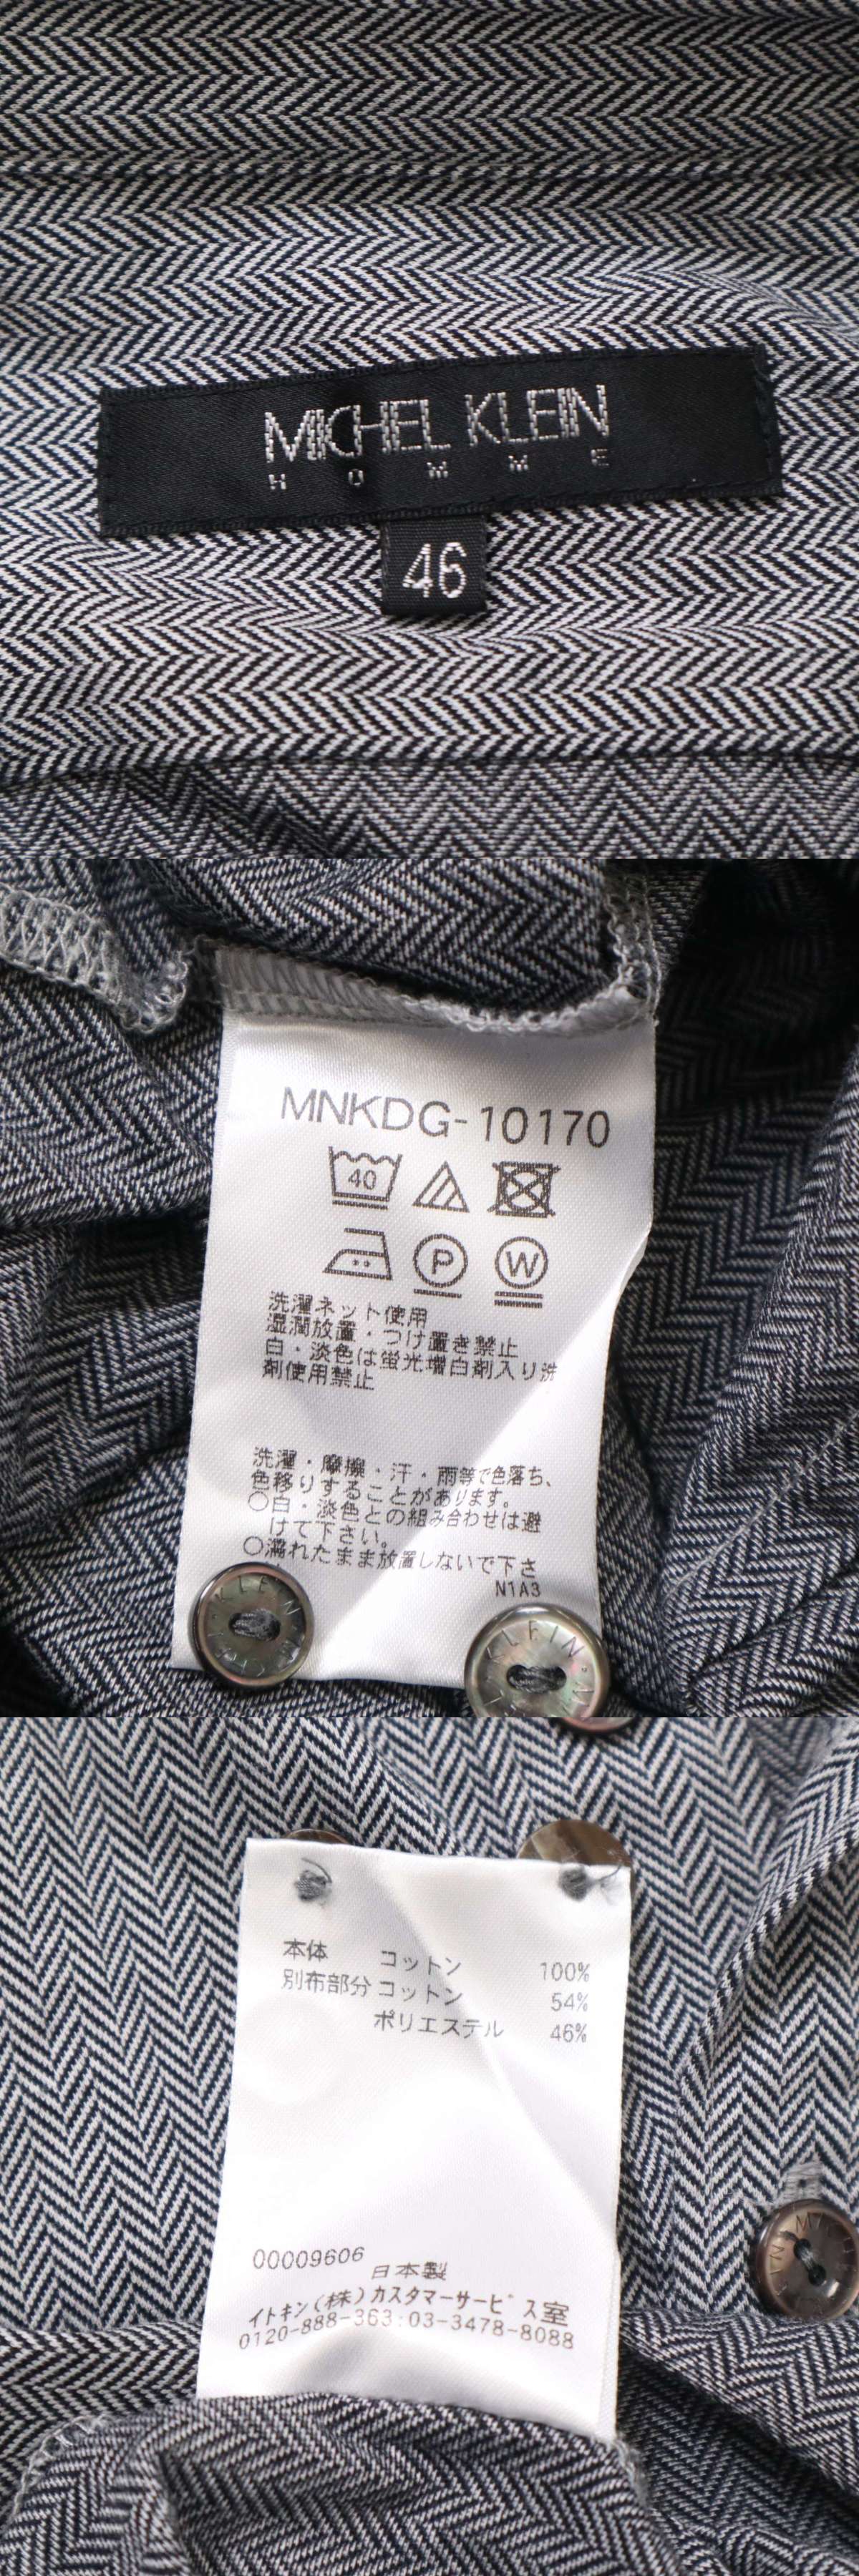 MICHEL KLEIN
HOMME
46
MNKDG-10170
40
P
W
洗濯ネット使用
湿潤放置・つけ置き禁止
白・淡色は蛍光増白剤入り洗
剤使用禁止
洗濯・摩擦・汗・雨等で色落ち、
色移りすることがあります。
○白・淡色との組み合わせは避
けて下さい。
○濡れたまま放置しないで下さ
N1A3
KLEIN
KLEIN・M
本体 コットン 100%
別布部分 コットン 54%
ポリエステル 46%
00009606
日本製
イトキン(株)カスタマーサービス室
0120-888-363:03-3478-8088